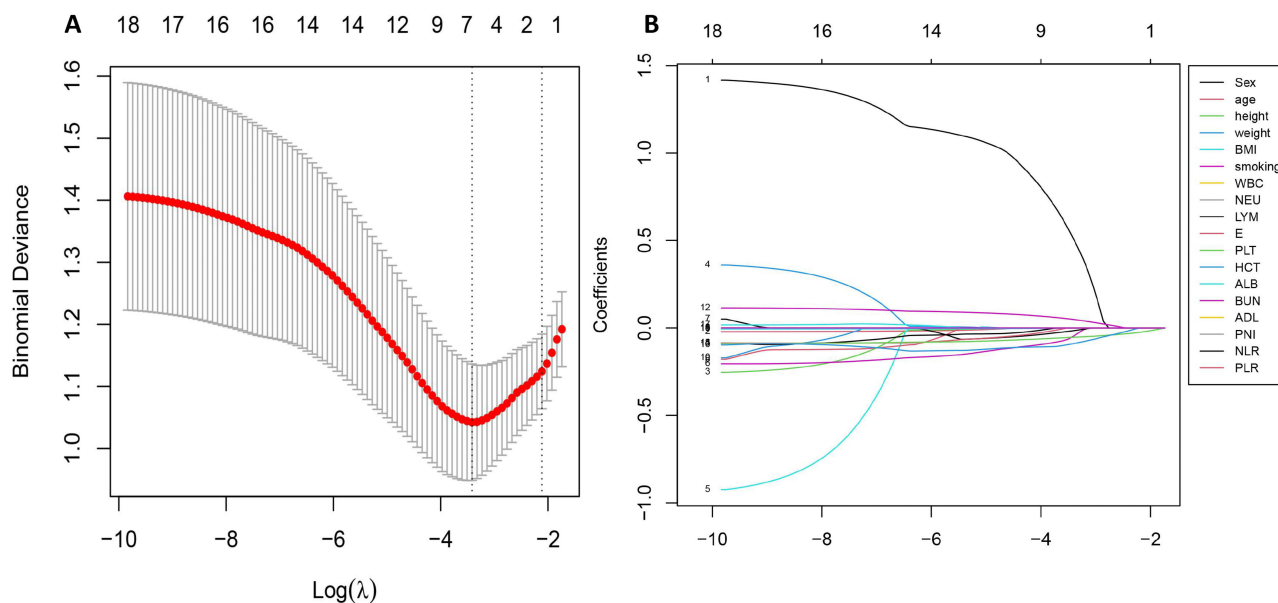 A
18 17 16 16 14 14 12 9 7 4 2 1
1.6
1.5
1.4
1.3
1.2
1.1
1.0
Binomial Deviance
−10 −8 −6 −4 −2
Log(λ)
B
18 16 14 9 1
1.5
1.0
0.5
0.0
−0.5
−1.0
Coefficients
1
4
12
7
2
6
3
5
−10 −8 −6 −4 −2
Sex
age
height
weight
BMI
smoking
WBC
NEU
LYM
E
PLT
HCT
ALB
BUN
ADL
PNI
NLR
PLR